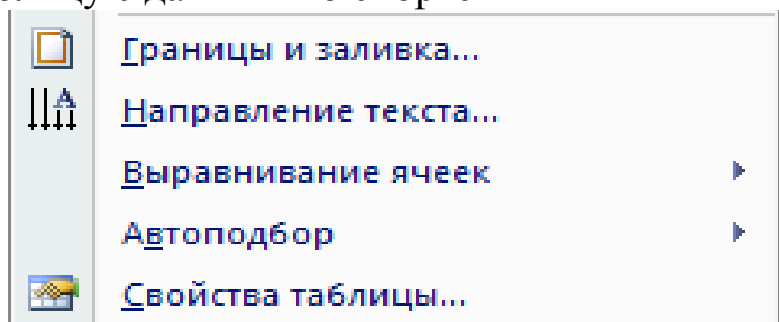 Границы и заливка...
Направление текста...
Выравнивание ячеек
Автоподбор
Свойства таблицы...